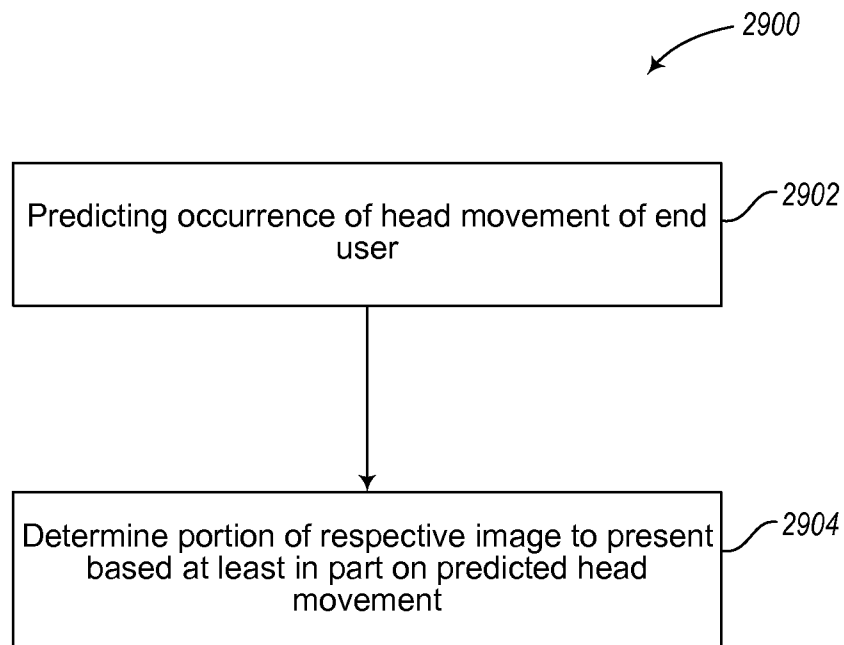 2900
Predicting occurrence of head movement of end
user
2902
Determine portion of respective image to present
based at least in part on predicted head
movement
2904